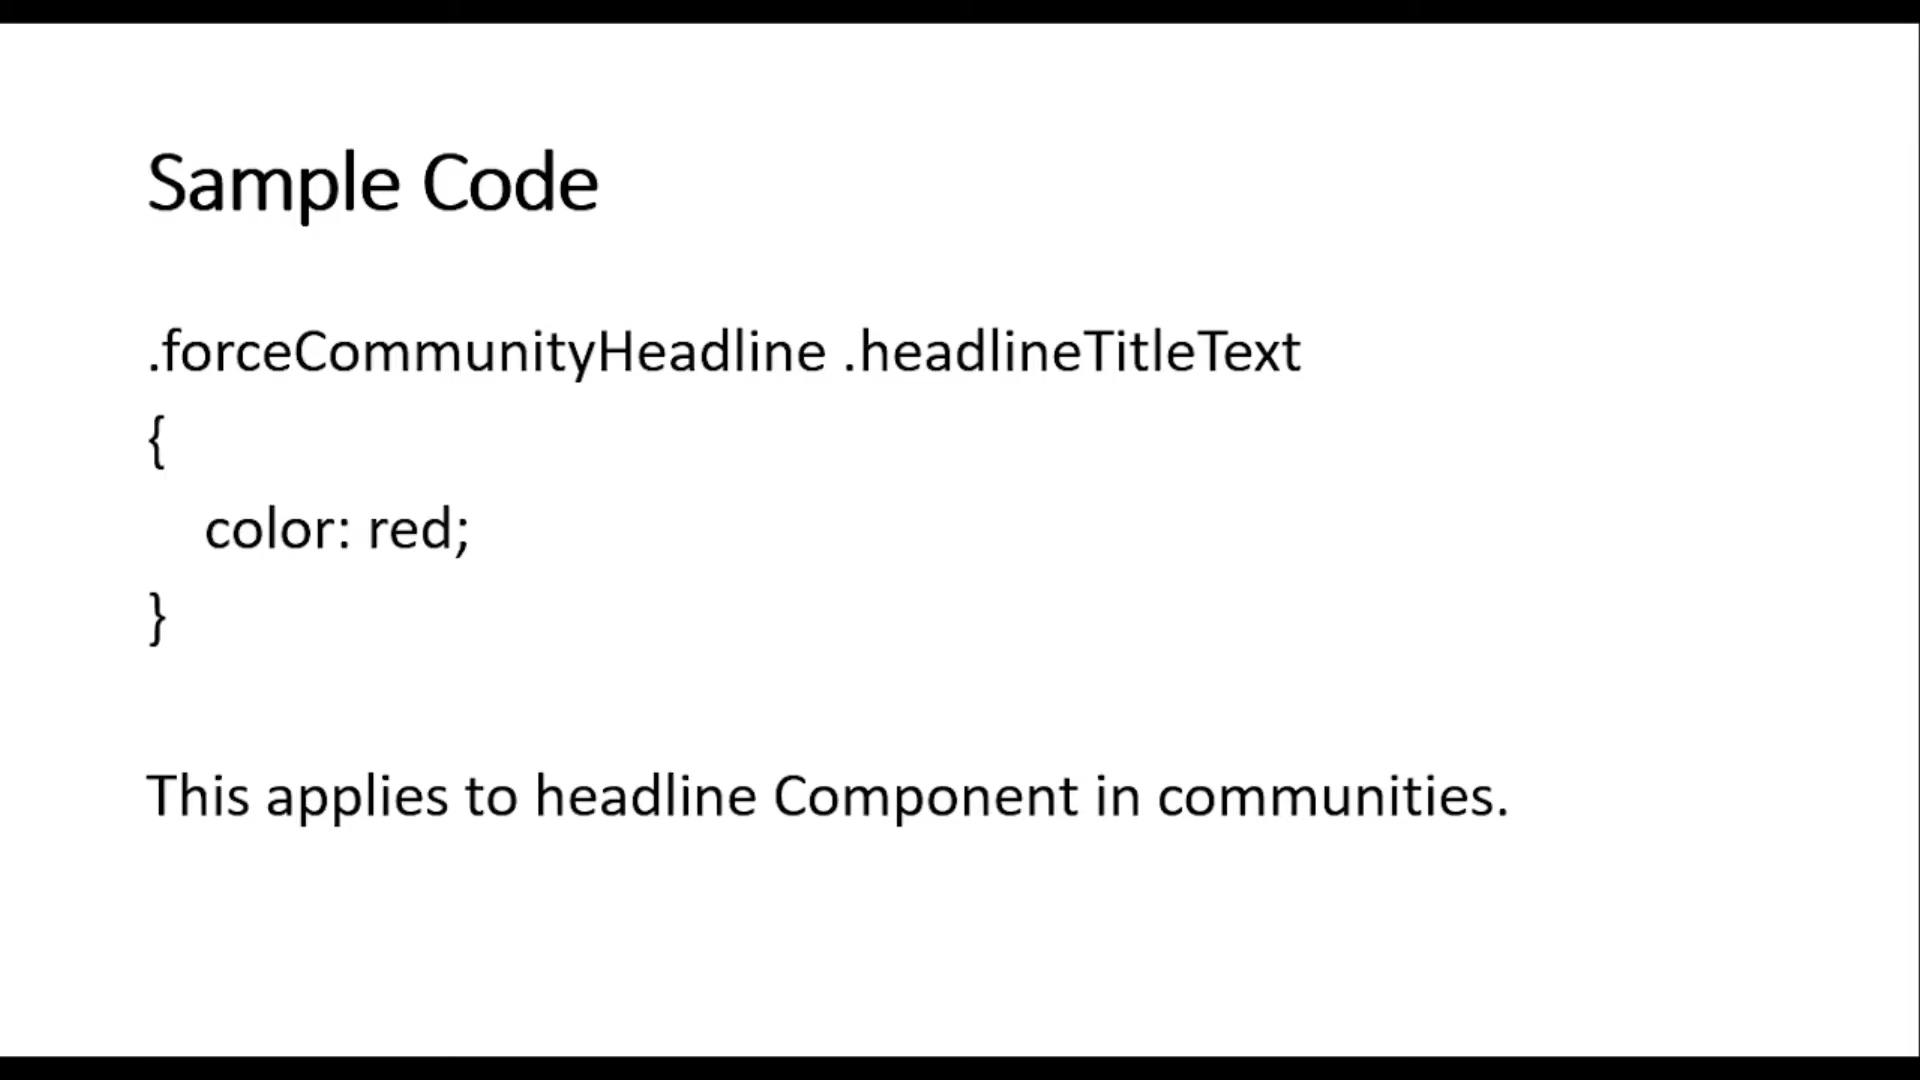 Sample Code
.forceCommunityHeadline .headlineTitleText
{
color: red;
}
This applies to headline Component in communities.